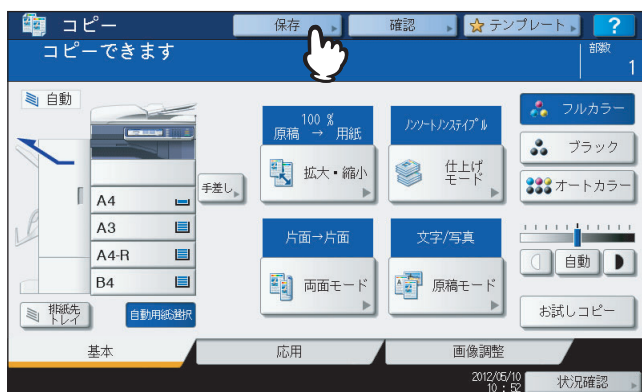 コピー
保存
確認
テンプレート
?
コピーできます
部数
1
自動
100 %
原稿 → 用紙
拡大・縮小
ノンソートノンステイプル
仕上げ
モード
フルカラー
ブラック
オートカラー
手差し
A4
A3
A4-R
B4
片面→片面
両面モード
文字/写真
原稿モード
自動
排紙先
トレイ
自動用紙選択
お試しコピー
基本
応用
画像調整
2012/05/10
10:52
状況確認